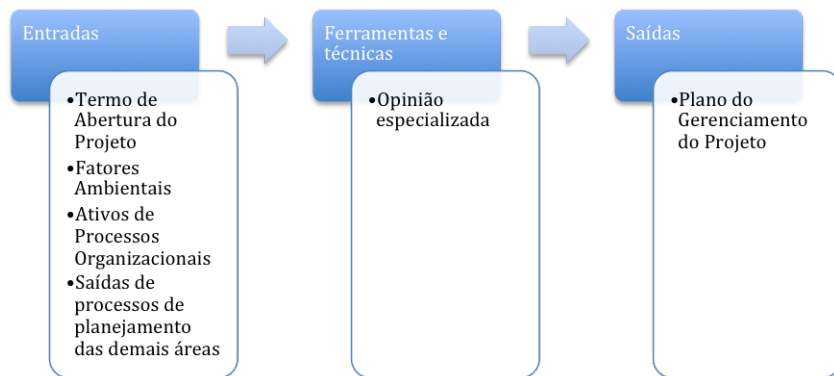 Entradas
•Termo de
Abertura do
Projeto
•Fatores
Ambientais
•Ativos de
Processos
Organizacionais
•Saídas de
processos de
planejamento
das demais áreas
Ferramentas e
técnicas
•Opinião
especializada
Saídas
•Plano do
Gerenciamento
do Projeto